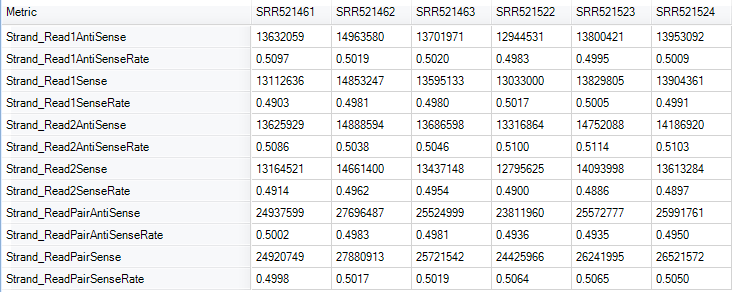 Metric SRR521461 SRR521462 SRR521463 SRR521522 SRR521523 SRR521524
Strand_Read1AntiSense 13632059 14963580 13701971 12944531 13800421 13953092
Strand_Read1AntiSenseRate 0.5097 0.5019 0.5020 0.4983 0.4995 0.5009
Strand_Read1Sense 13112636 14853247 13595133 13033000 13829805 13904361
Strand_Read1SenseRate 0.4903 0.4981 0.4980 0.5017 0.5005 0.4991
Strand_Read2AntiSense 13625929 14888594 13686598 13316864 14752088 14186920
Strand_Read2AntiSenseRate 0.5086 0.5038 0.5046 0.5100 0.5114 0.5103
Strand_Read2Sense 13164521 14661400 13437148 12795625 14093998 13613284
Strand_Read2SenseRate 0.4914 0.4962 0.4954 0.4900 0.4886 0.4897
Strand_ReadPairAntiSense 24937599 27696487 25524999 23811960 25572777 25991761
Strand_ReadPairAntiSenseRate 0.5002 0.4983 0.4981 0.4936 0.4935 0.4950
Strand_ReadPairSense 24920749 27880913 25721542 24425966 26241995 26521572
Strand_ReadPairSenseRate 0.4998 0.5017 0.5019 0.5064 0.5065 0.5050